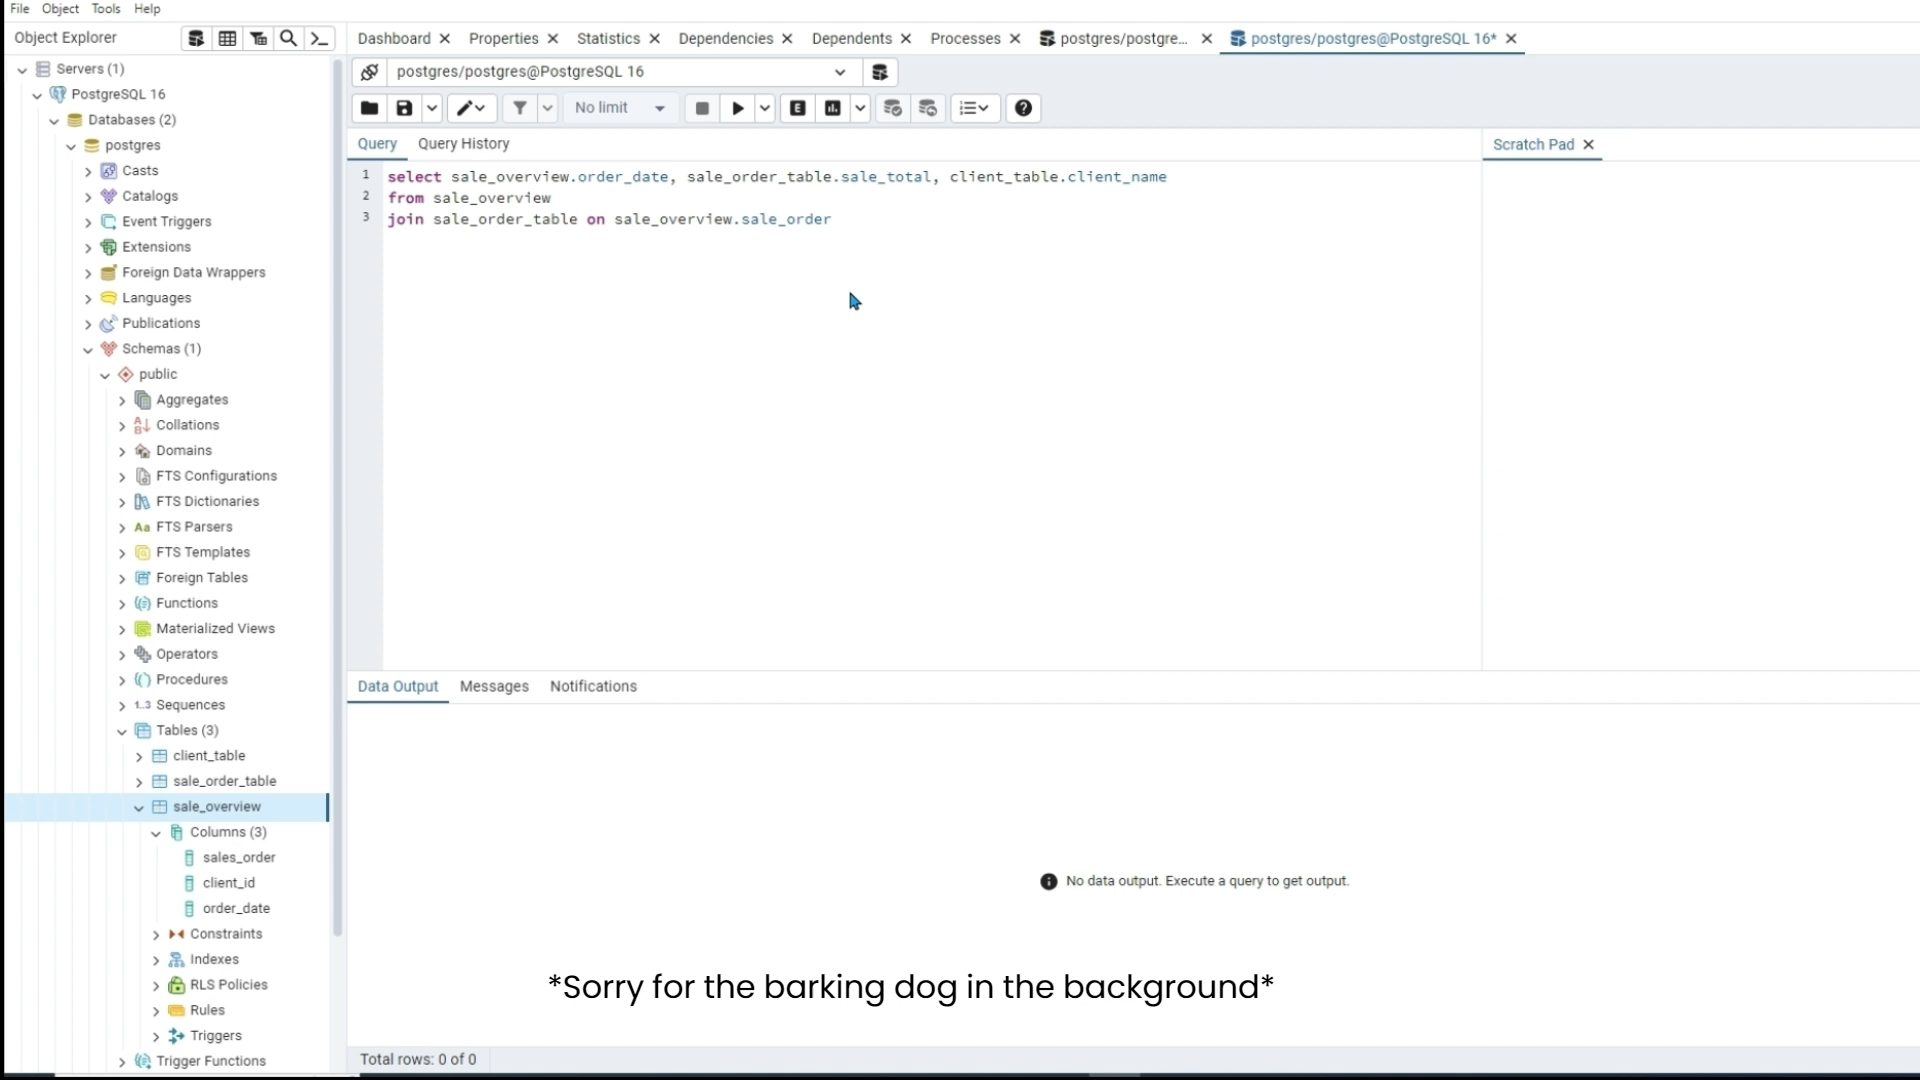 File Object Tools Help
Object Explorer
Dashboard Properties Statistics Dependencies Dependents Processes postgres/postgre... postgres/postgres@PostgreSQL 16*
postgres/postgres@PostgreSQL 16
No limit
Query Query History
Scratch Pad
1 select sale_overview.order_date, sale_order_table.sale_total, client_table.client_name
2 from sale_overview
3 join sale_order_table on sale_overview.sale_order
Servers (1)
PostgreSQL 16
Databases (2)
postgres
Casts
Catalogs
Event Triggers
Extensions
Foreign Data Wrappers
Languages
Publications
Schemas (1)
public
Aggregates
Collations
Domains
FTS Configurations
FTS Dictionaries
Aa FTS Parsers
FTS Templates
Foreign Tables
Functions
Materialized Views
Operators
Procedures
1..3 Sequences
Tables (3)
client_table
sale_order_table
sale_overview
Columns (3)
sales_order
client_id
order_date
Constraints
Indexes
RLS Policies
Rules
Triggers
Trigger Functions
Data Output Messages Notifications
No data output. Execute a query to get output.
*Sorry for the barking dog in the background*
Total rows: 0 of 0